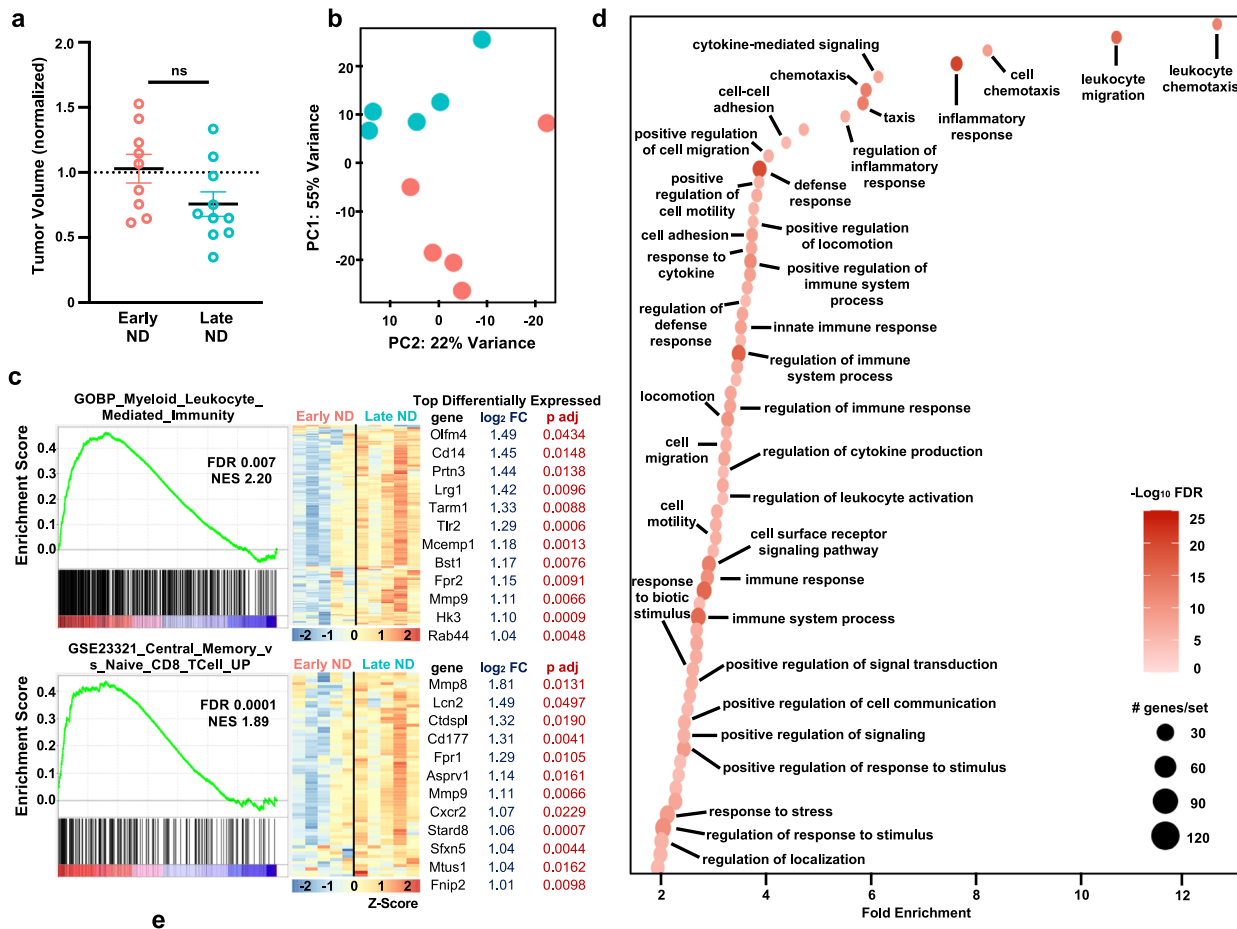 a
2.0
1.5
1.0
0.5
0
Tumor Volume (normalized)
ns
Early
ND
Late
ND
b
20
10
0
-10
-20
PC1: 55% Variance
10
0
-10
-20
PC2: 22% Variance
c
GOBP_Myeloid_Leukocyte_
Mediated_Immunity
0.4
0.3
0.2
0.1
0.0
Enrichment Score
FDR 0.007
NES 2.20
Early ND Late ND
-2 -1 0 1 2
Top Differentially Expressed
gene log2 FC p adj
Olfm4 1.49 0.0434
Cd14 1.45 0.0148
Prtn3 1.44 0.0138
Lrg1 1.42 0.0096
Tarm1 1.33 0.0088
Tlr2 1.29 0.0006
Mcemp1 1.18 0.0013
Bst1 1.17 0.0076
Fpr2 1.15 0.0091
Mmp9 1.11 0.0066
Hk3 1.10 0.0009
Rab44 1.04 0.0048
GSE23321_Central_Memory_v
s_Naive_CD8_TCell_UP
0.4
0.3
0.2
0.1
0.0
Enrichment Score
FDR 0.0001
NES 1.89
Early ND Late ND
-2 -1 0 1 2
Z-Score
gene log2 FC p adj
Mmp8 1.81 0.0131
Lcn2 1.49 0.0497
Ctdspl 1.32 0.0190
Cd177 1.31 0.0041
Fpr1 1.29 0.0105
Asprv1 1.14 0.0161
Mmp9 1.11 0.0066
Cxcr2 1.07 0.0229
Stard8 1.06 0.0007
Sfxn5 1.04 0.0044
Mtus1 1.04 0.0162
Fnip2 1.01 0.0098
d
cytokine-mediated signaling
chemotaxis
cell-cell
adhesion
positive regulation
of cell migration
taxis
regulation of
inflammatory
response
inflammatory
response
cell
chemotaxis
leukocyte
migration
leukocyte
chemotaxis
defense
response
positive
regulation of
cell motility
positive regulation
of locomotion
cell adhesion
response to
cytokine
positive regulation of
immune system
process
regulation of
defense
response
innate immune response
regulation of immune
system process
locomotion
regulation of immune response
cell
migration
regulation of cytokine production
regulation of leukocyte activation
cell
motility
cell surface receptor
signaling pathway
immune response
response
to biotic
stimulus
immune system process
positive regulation of signal transduction
positive regulation of cell communication
positive regulation of signaling
positive regulation of response to stimulus
response to stress
regulation of response to stimulus
regulation of localization
2
4
6
8
10
12
Fold Enrichment
-Log10 FDR
25
20
15
10
5
0
# genes/set
30
60
90
120
e